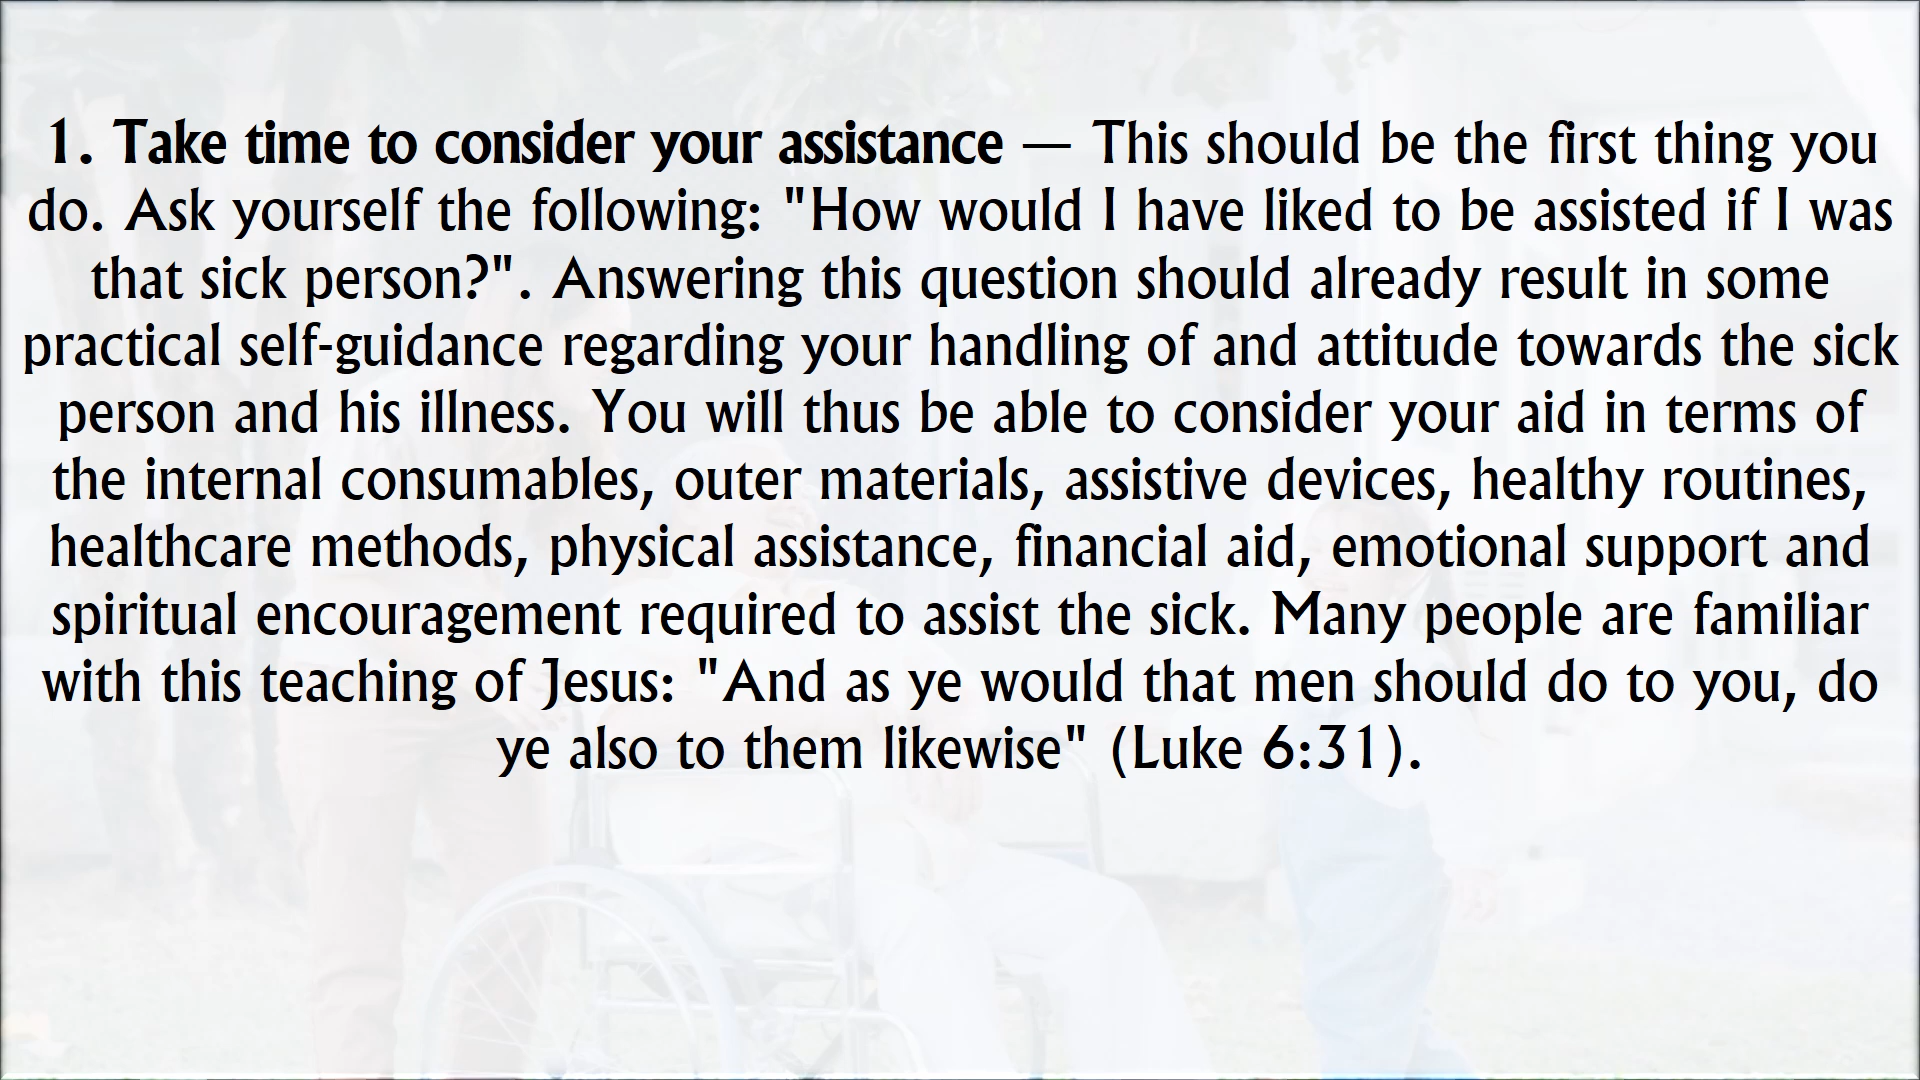 1. Take time to consider your assistance — This should be the first thing you
do. Ask yourself the following: "How would I have liked to be assisted if I was
that sick person?". Answering this question should already result in some
practical self-guidance regarding your handling of and attitude towards the sick
person and his illness. You will thus be able to consider your aid in terms of
the internal consumables, outer materials, assistive devices, healthy routines,
healthcare methods, physical assistance, financial aid, emotional support and
spiritual encouragement required to assist the sick. Many people are familiar
with this teaching of Jesus: "And as ye would that men should do to you, do
ye also to them likewise" (Luke 6:31).